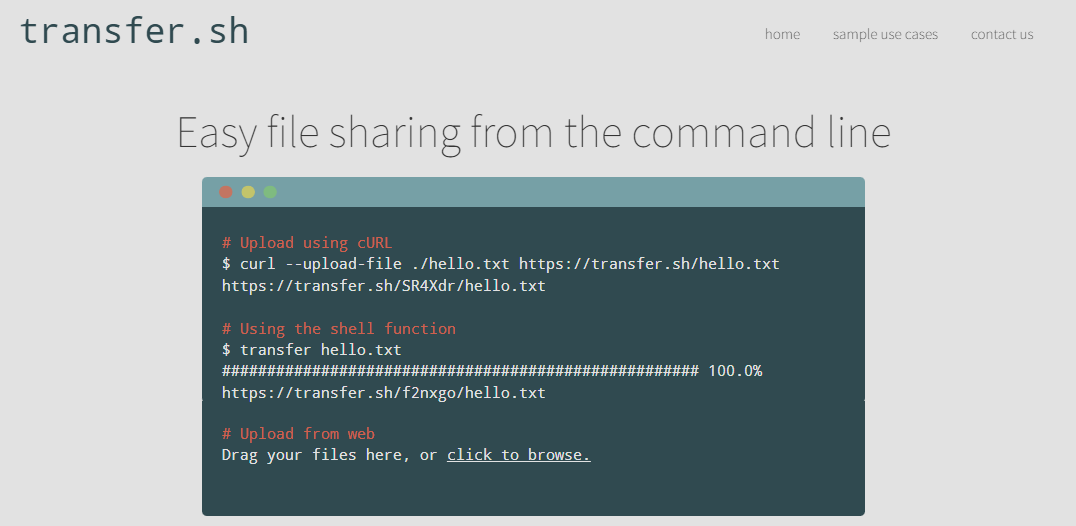 transfer.sh
home
sample use cases
contact us
Easy file sharing from the command line
# Upload using cURL
$ curl --upload-file ./hello.txt https://transfer.sh/hello.txt
https://transfer.sh/SR4Xdr/hello.txt
# Using the shell function
$ transfer hello.txt
##################################################### 100.0%
https://transfer.sh/f2nxgo/hello.txt
# Upload from web
Drag your files here, or click to browse.